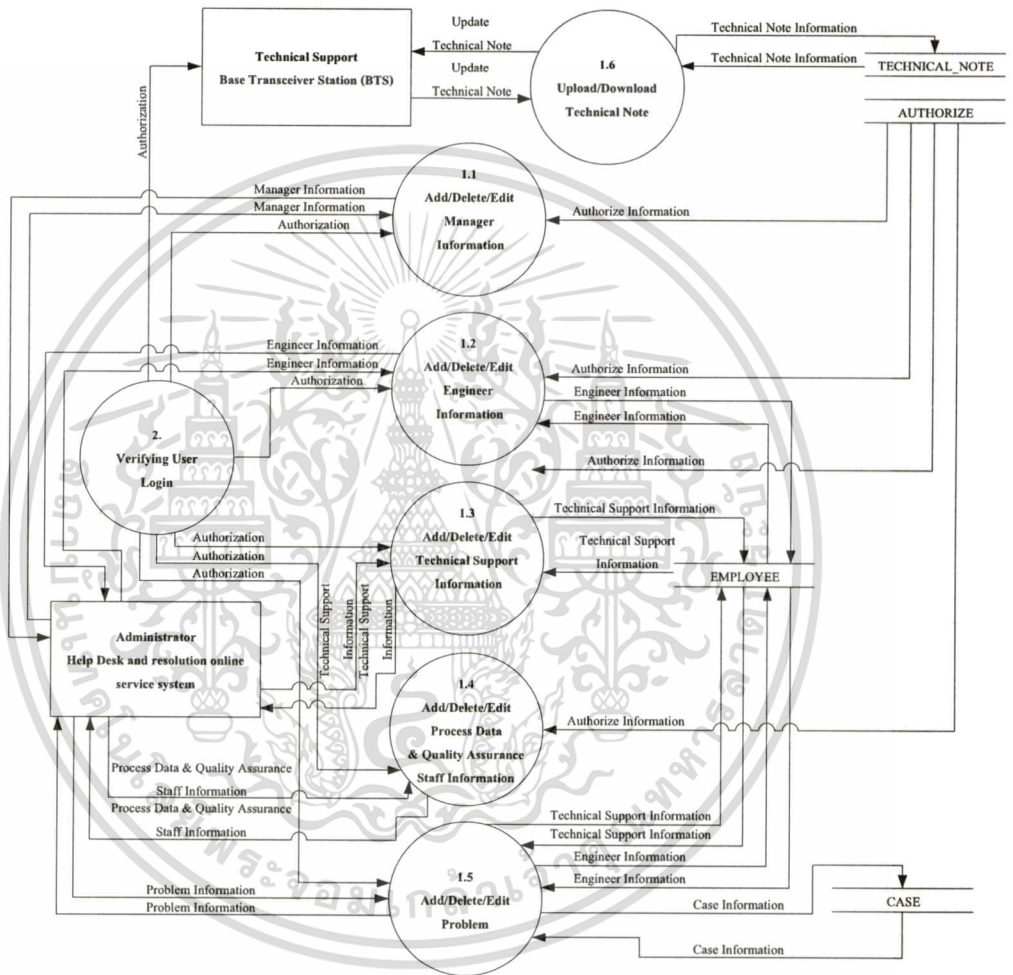 Update
Technical Note
Update
Technical Note
Technical Support
Base Transceiver Station (BTS)
1.6
Upload/Download
Technical Note
Technical Note Information
Technical Note Information
TECHNICAL_NOTE
AUTHORIZE
Authorization
Manager Information
Manager Information
Authorization
1.1
Add/Delete/Edit
Manager
Information
Authorize Information
Engineer Information
Engineer Information
Authorization
1.2
Add/Delete/Edit
Engineer
Information
Authorize Information
Engineer Information
Engineer Information
Authorize Information
2.
Verifying User
Login
Authorization
Authorization
Authorization
1.3
Add/Delete/Edit
Technical Support
Information
Technical Support Information
Technical Support
Information
EMPLOYEE
Technical Support
Information
Technical Support
Information
Administrator
Help Desk and resolution online
service system
1.4
Add/Delete/Edit
Process Data
& Quality Assurance
Staff Information
Authorize Information
Process Data & Quality Assurance
Staff Information
Process Data & Quality Assurance
Staff Information
Technical Support Information
Technical Support Information
Engineer Information
Engineer Information
1.5
Add/Delete/Edit
Problem
Problem Information
Problem Information
Case Information
CASE
Case Information